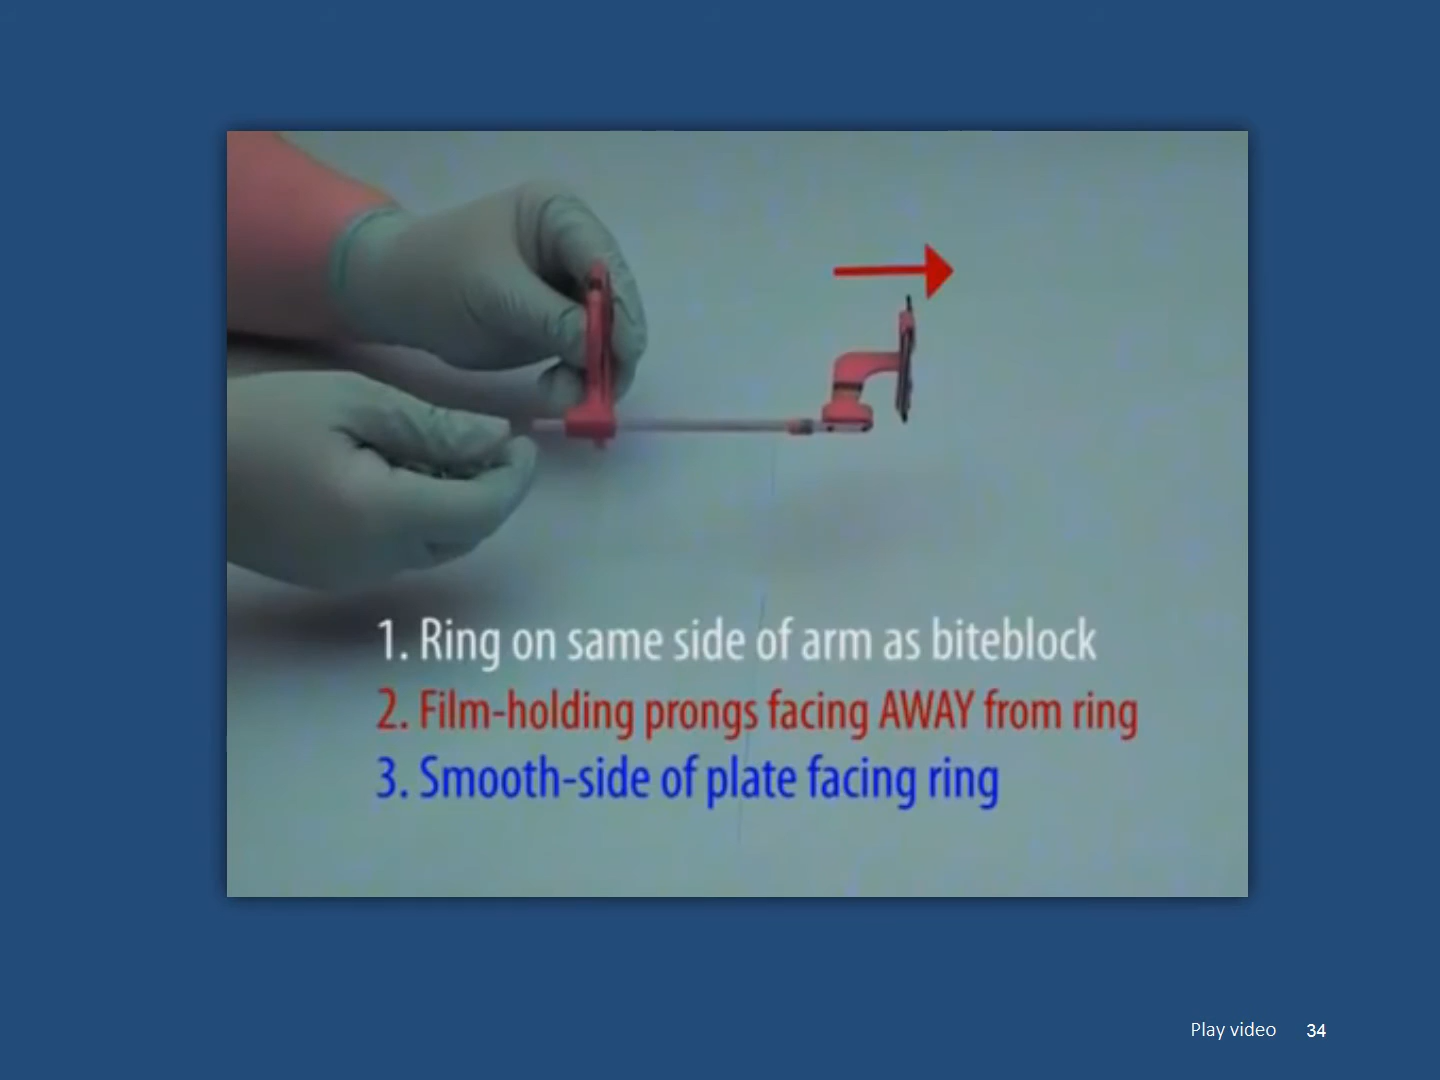 1. Ring on same side of arm as biteblock
2. Film-holding prongs facing AWAY from ring
3. Smooth-side of plate facing ring
Play video 34